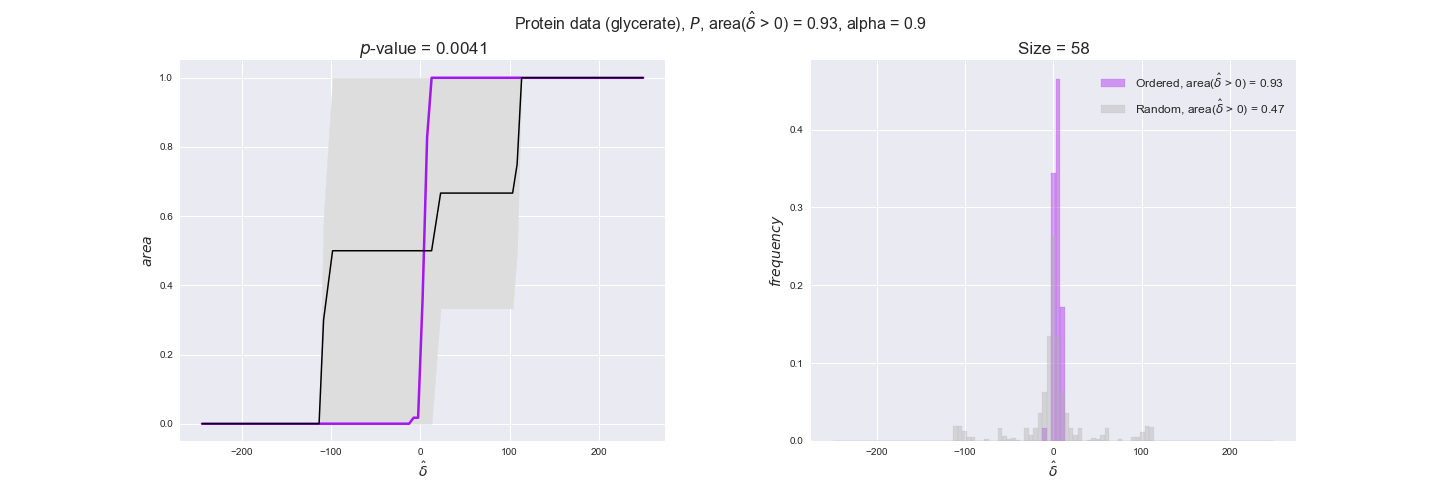 Protein data (glycerate), P, area(δ̂ > 0) = 0.93, alpha = 0.9
p-value = 0.0041
1.0
0.8
0.6
0.4
0.2
0.0
area
−200
−100
0
100
200
δ̂
Size = 58
Ordered, area(δ̂ > 0) = 0.93
Random, area(δ̂ > 0) = 0.47
0.4
0.3
0.2
0.1
0.0
frequency
−200
−100
0
100
200
δ̂